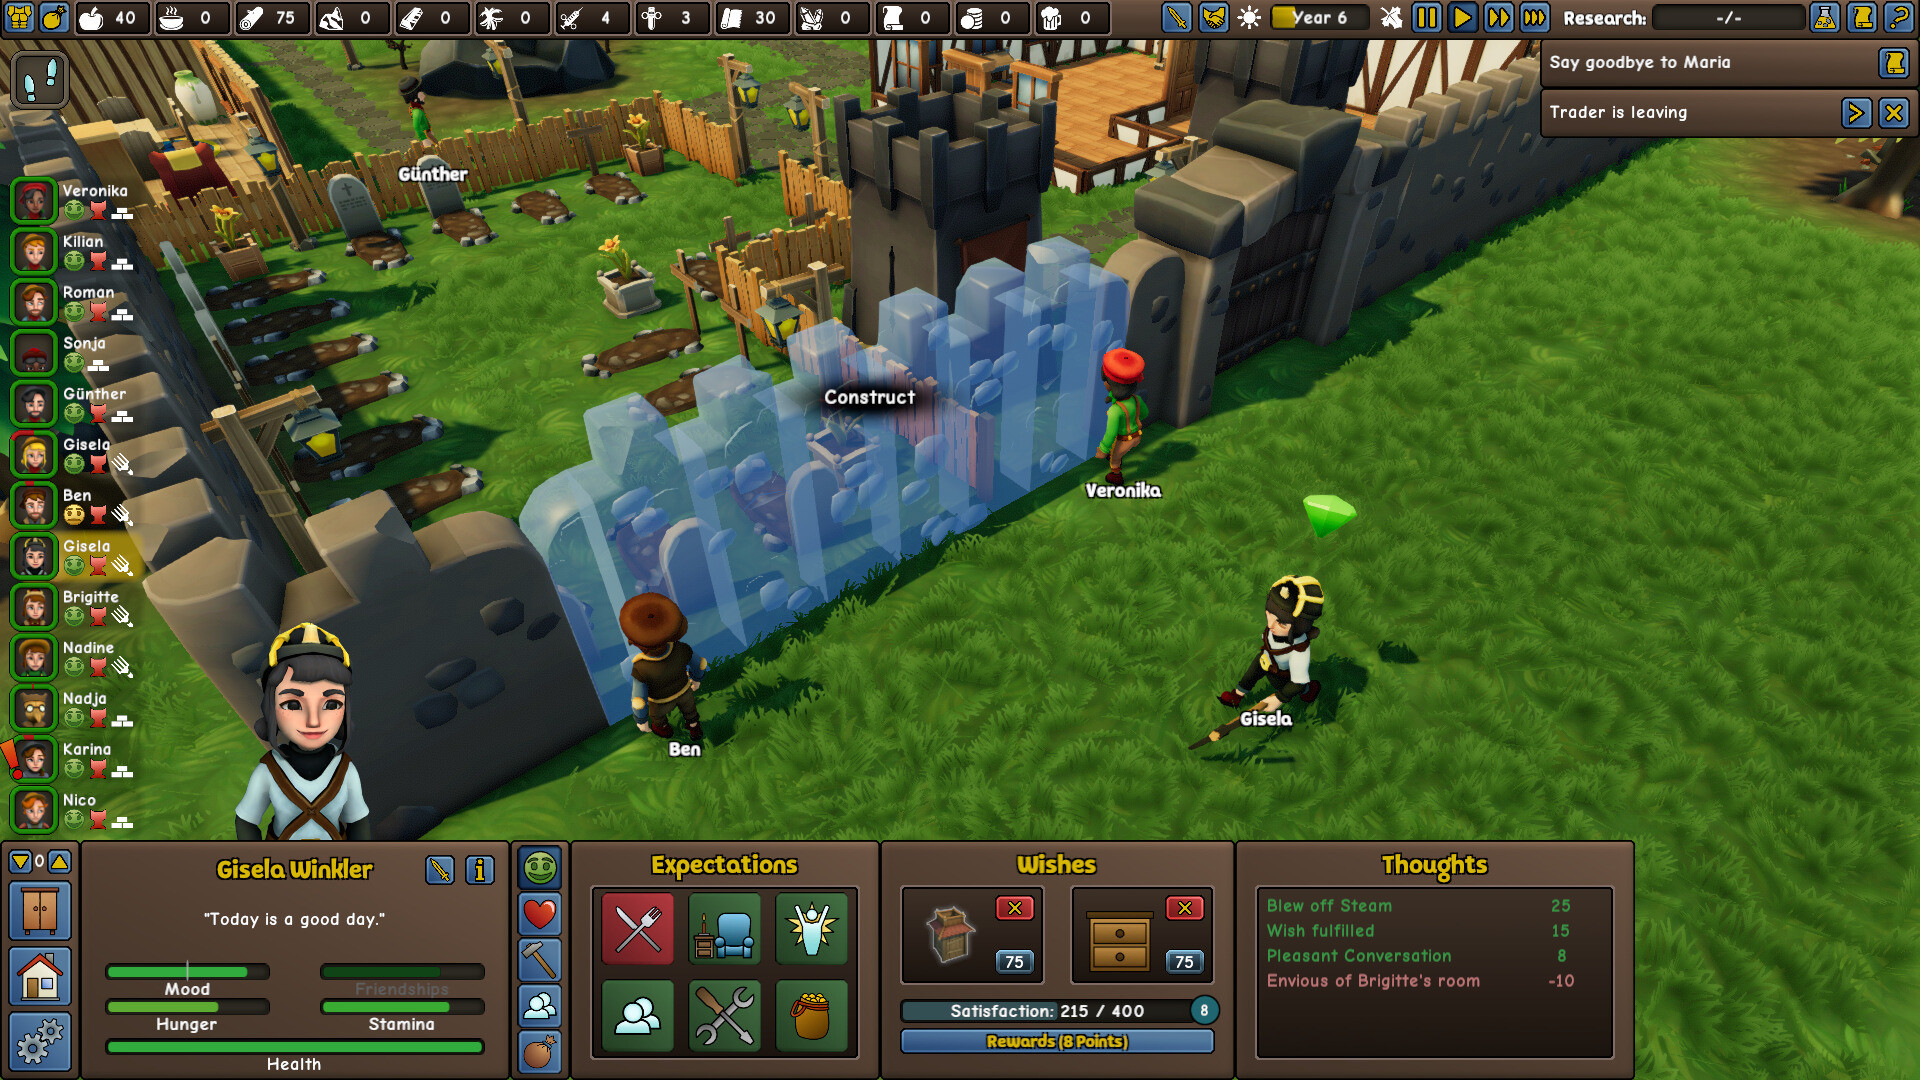 40 0 75 0 0 0 4 3 30 0 0 0 0
Year 6
Research: -/-
Say goodbye to Maria
Trader is leaving
Günther
Veronika
Kilian
Roman
Sonja
Günther
Gisela
Ben
Gisela
Brigitte
Nadine
Nadja
Karina
Nico
Construct
Veronika
Gisela
Ben
0
Gisela Winkler
"Today is a good day."
Mood
Friendships
Hunger
Stamina
Health
Expectations
Wishes
75
75
Satisfaction: 215 / 400
8
Rewards (8 Points)
Thoughts
Blew off Steam 25
Wish fulfilled 15
Pleasant Conversation 8
Envious of Brigitte's room -10